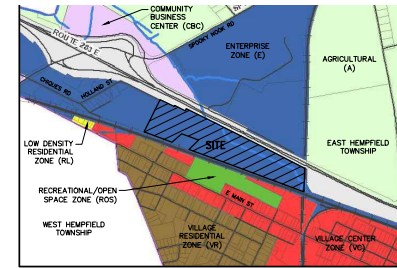 COMMUNITY
BUSINESS
CENTER (CBC)
SPOOKY NOOK RD
ROUTE 283 E
ENTERPRISE
ZONE (E)
AGRICULTURAL
(A)
CHIQUES RD
HOLLAND ST
LOW DENSITY
RESIDENTIAL
ZONE (RL)
SITE
EAST HEMPFIELD
TOWNSHIP
RECREATIONAL/OPEN
SPACE ZONE (ROS)
E MAIN ST
WEST HEMPFIELD
TOWNSHIP
VILLAGE
RESIDENTIAL
ZONE (VR)
VILLAGE CENTER
ZONE (VC)